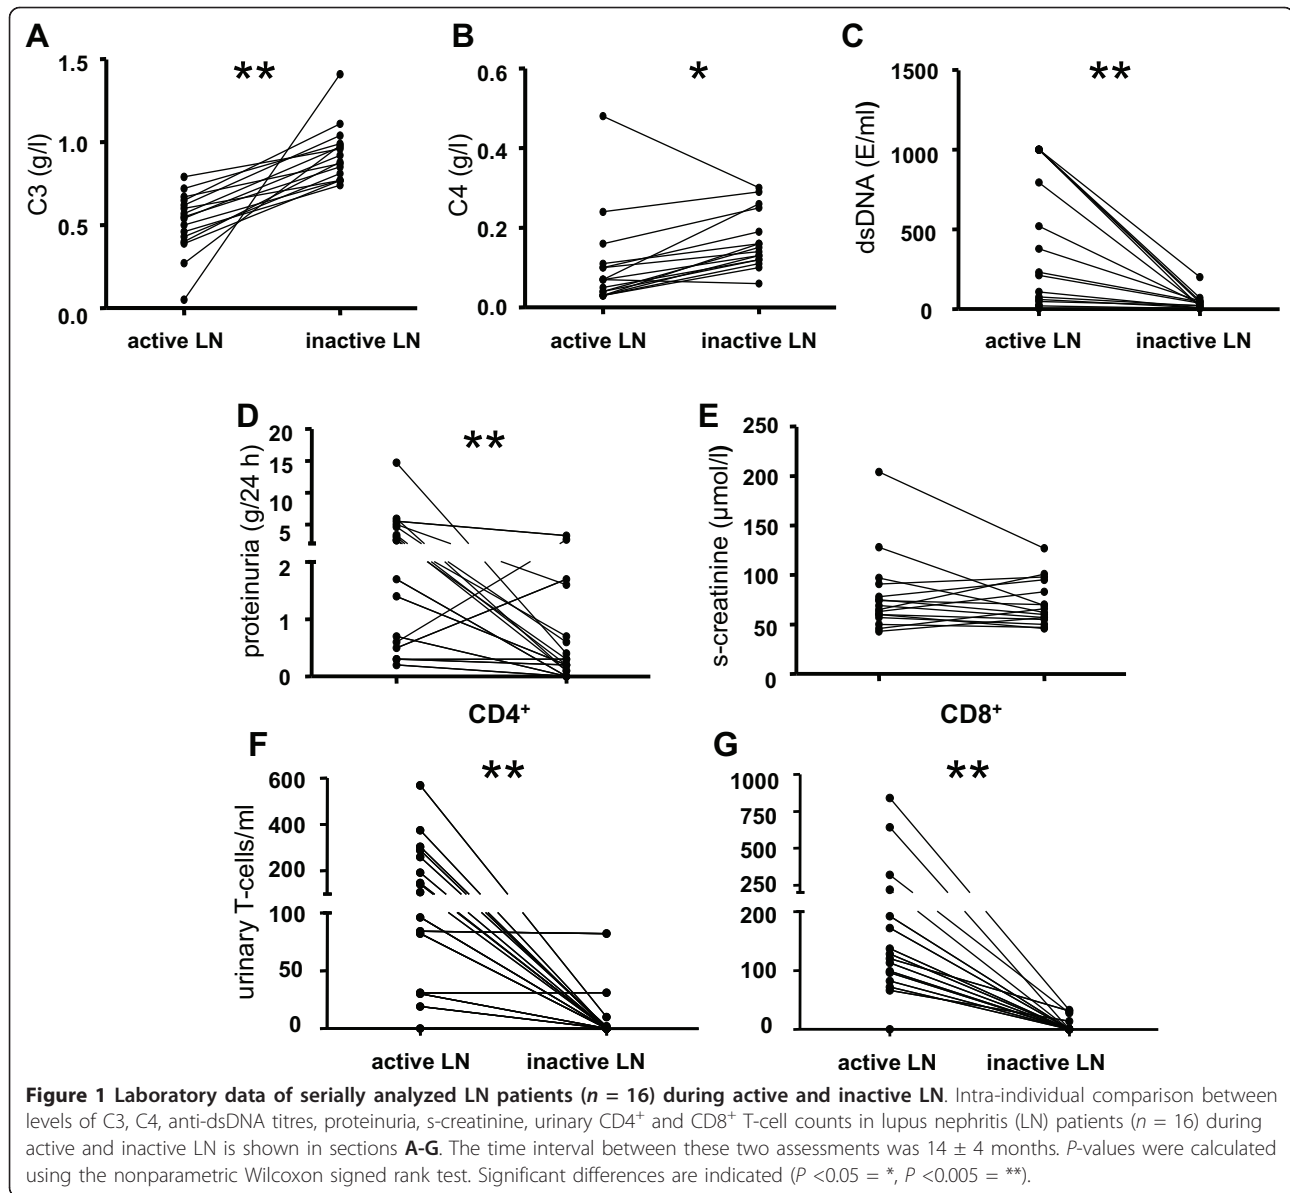 A
**
C3 (g/l)
1.5
1.0
0.5
0.0
active LN
inactive LN
B
*
C4 (g/l)
0.6
0.4
0.2
0.0
active LN
inactive LN
C
**
dsDNA (E/ml)
1500
1000
500
0
active LN
inactive LN
D
**
proteinuria (g/24 h)
20
15
10
5
2
1
0
E
s-creatinine (µmol/l)
250
200
150
100
50
0
CD4⁺
F
**
urinary T-cells/ml
600
400
200
100
50
0
active LN
inactive LN
CD8⁺
G
**
1000
750
500
250
200
100
0
active LN
inactive LN
Figure 1 Laboratory data of serially analyzed LN patients (n = 16) during active and inactive LN. Intra-individual comparison between
levels of C3, C4, anti-dsDNA titres, proteinuria, s-creatinine, urinary CD4⁺ and CD8⁺ T-cell counts in lupus nephritis (LN) patients (n = 16) during
active and inactive LN is shown in sections A-G. The time interval between these two assessments was 14 ± 4 months. P-values were calculated
using the nonparametric Wilcoxon signed rank test. Significant differences are indicated (P <0.05 = *, P <0.005 = **).